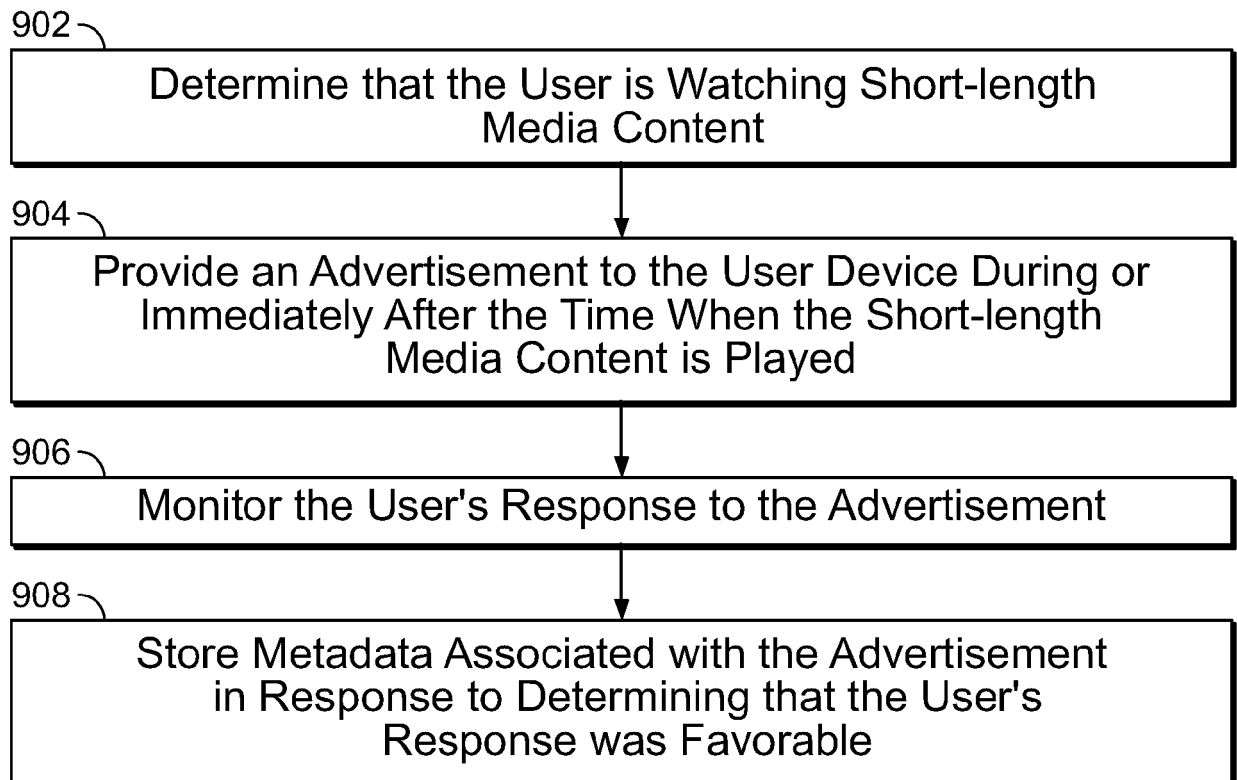 902
Determine that the User is Watching Short-length
Media Content
904
Provide an Advertisement to the User Device During or
Immediately After the Time When the Short-length
Media Content is Played
906
Monitor the User's Response to the Advertisement
908
Store Metadata Associated with the Advertisement
in Response to Determining that the User's
Response was Favorable